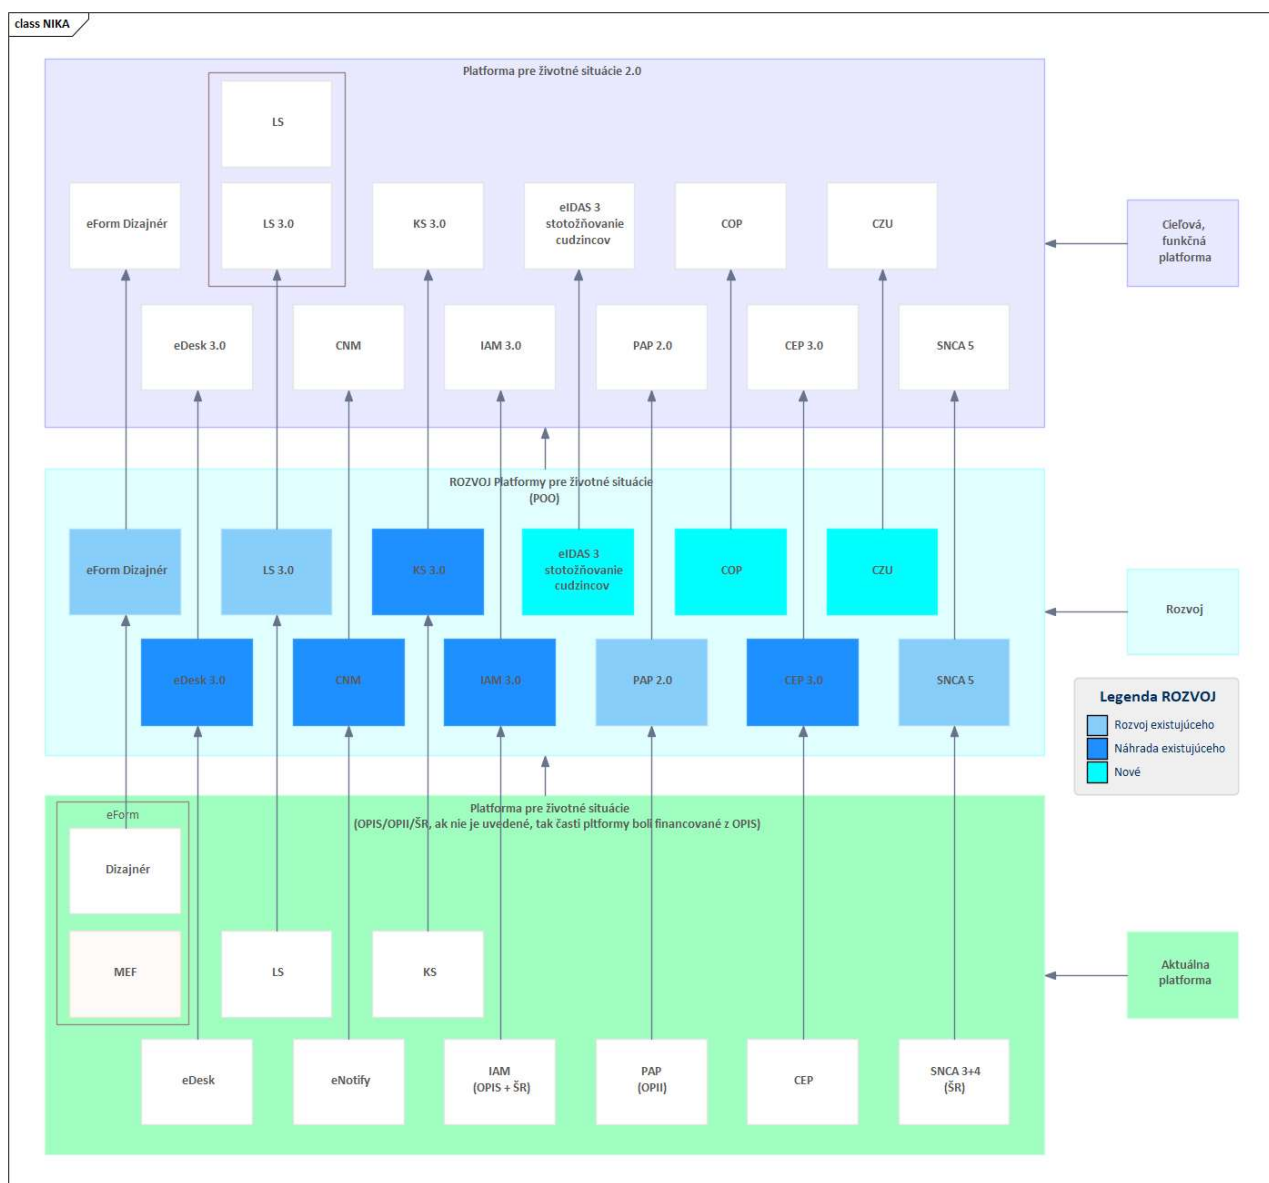 class NIKA
Platforma pre životné situácie 2.0
LS
eForm Dizajnér
LS 3.0
KS 3.0
eIDAS 3
stotožňovanie
cudzincov
COP
CZU
Cieľová,
funkčná
platforma
eDesk 3.0
CNM
IAM 3.0
PAP 2.0
CEP 3.0
SNCA 5
ROZVOJ Platformy pre životné situácie
(POO)
eForm Dizajnér
LS 3.0
KS 3.0
eIDAS 3
stotožňovanie
cudzincov
COP
CZU
Rozvoj
eDesk 3.0
CNM
IAM 3.0
PAP 2.0
CEP 3.0
SNCA 5
Legenda ROZVOJ
Rozvoj existujúceho
Náhrada existujúceho
Nové
Platforma pre životné situácie
(OPIS/OPII/ŠR, ak nie je uvedené, tak časti pltformy boli financované z OPIS)
eForm
Dizajnér
MEF
LS
KS
Aktuálna
platforma
eDesk
eNotify
IAM
(OPIS + ŠR)
PAP
(OPII)
CEP
SNCA 3+4
(ŠR)